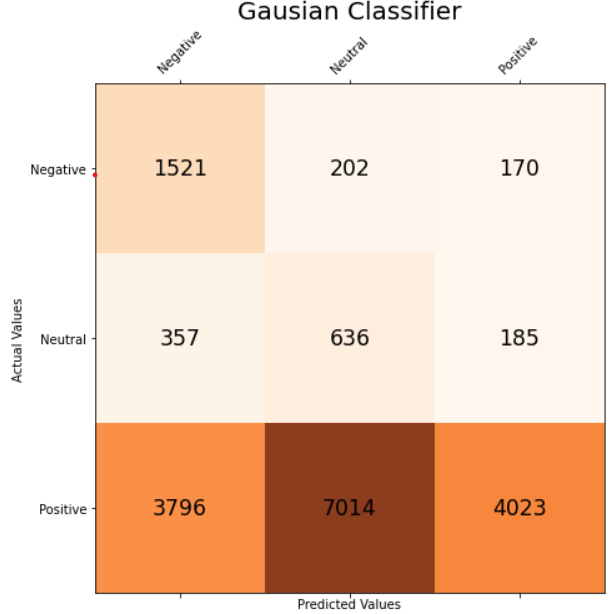 Gausian Classifier
Negative Neutral Positive
Negative 1521 202 170
Neutral 357 636 185
Positive 3796 7014 4023
Actual Values
Predicted Values